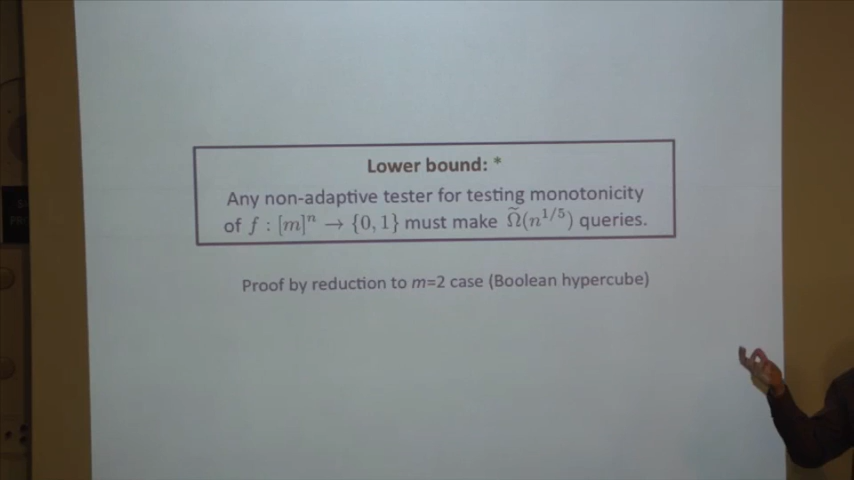 Lower bound: *
Any non-adaptive tester for testing monotonicity
of f : [m]ⁿ → {0, 1} must make Ω̃(n^{1/5}) queries.
Proof by reduction to m=2 case (Boolean hypercube)